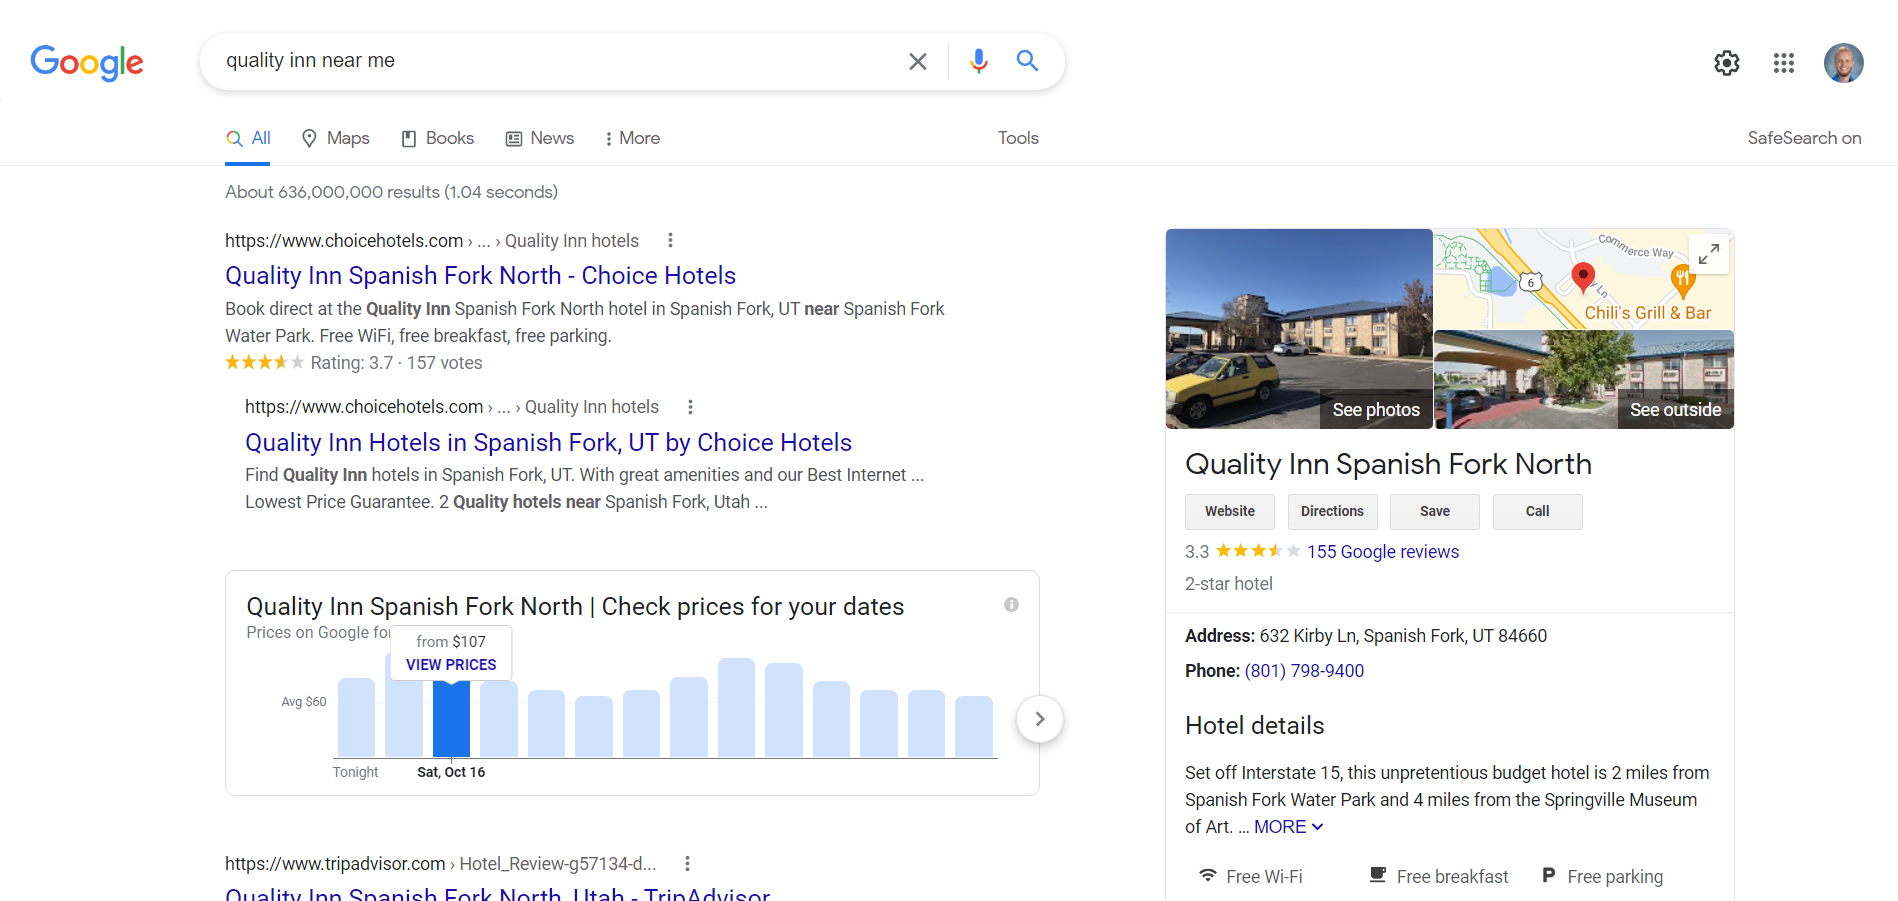 Google
quality inn near me
All
Maps
Books
News
More
Tools
SafeSearch on
About 636,000,000 results (1.04 seconds)
https://www.choicehotels.com › ... › Quality Inn hotels
Quality Inn Spanish Fork North - Choice Hotels
Book direct at the Quality Inn Spanish Fork North hotel in Spanish Fork, UT near Spanish Fork
Water Park. Free WiFi, free breakfast, free parking.
Rating: 3.7 · 157 votes
https://www.choicehotels.com › ... › Quality Inn hotels
Quality Inn Hotels in Spanish Fork, UT by Choice Hotels
Find Quality Inn hotels in Spanish Fork, UT. With great amenities and our Best Internet ...
Lowest Price Guarantee. 2 Quality hotels near Spanish Fork, Utah ...
Quality Inn Spanish Fork North | Check prices for your dates
Prices on Google for
from $107
VIEW PRICES
Avg $60
Tonight
Sat, Oct 16
https://www.tripadvisor.com › Hotel_Review-g57134-d...
Quality Inn Spanish Fork North, Utah - TripAdvisor
Commerce Way
6
Ln
Chili's Grill & Bar
See photos
See outside
Quality Inn Spanish Fork North
Website
Directions
Save
Call
3.3
155 Google reviews
2-star hotel
Address: 632 Kirby Ln, Spanish Fork, UT 84660
Phone: (801) 798-9400
Hotel details
Set off Interstate 15, this unpretentious budget hotel is 2 miles from
Spanish Fork Water Park and 4 miles from the Springville Museum
of Art. ... MORE
Free Wi-Fi
Free breakfast
P Free parking